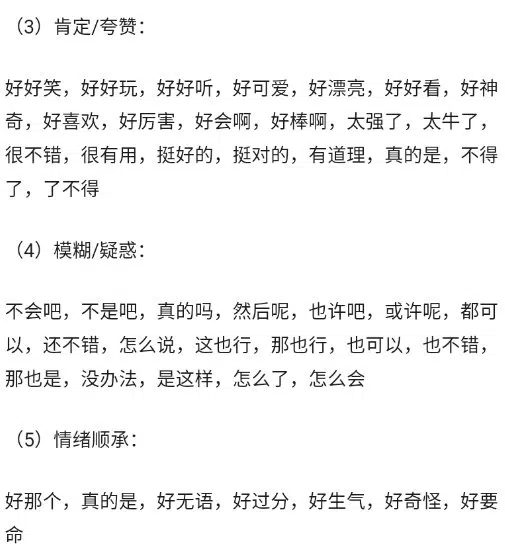 （3）肯定/夸赞：
好好笑，好好玩，好好听，好可爱，好漂亮，好好看，好神
奇，好喜欢，好厉害，好会啊，好棒啊，太强了，太牛了，
很不错，很有用，挺好的，挺对的，有道理，真的是，不得
了，了不得
（4）模糊/疑惑：
不会吧，不是吧，真的吗，然后呢，也许吧，或许呢，都可
以，还不错，怎么说，这也行，那也行，也可以，也不错，
那也是，没办法，是这样，怎么了，怎么会
（5）情绪顺承：
好那个，真的是，好无语，好过分，好生气，好奇怪，好要
命